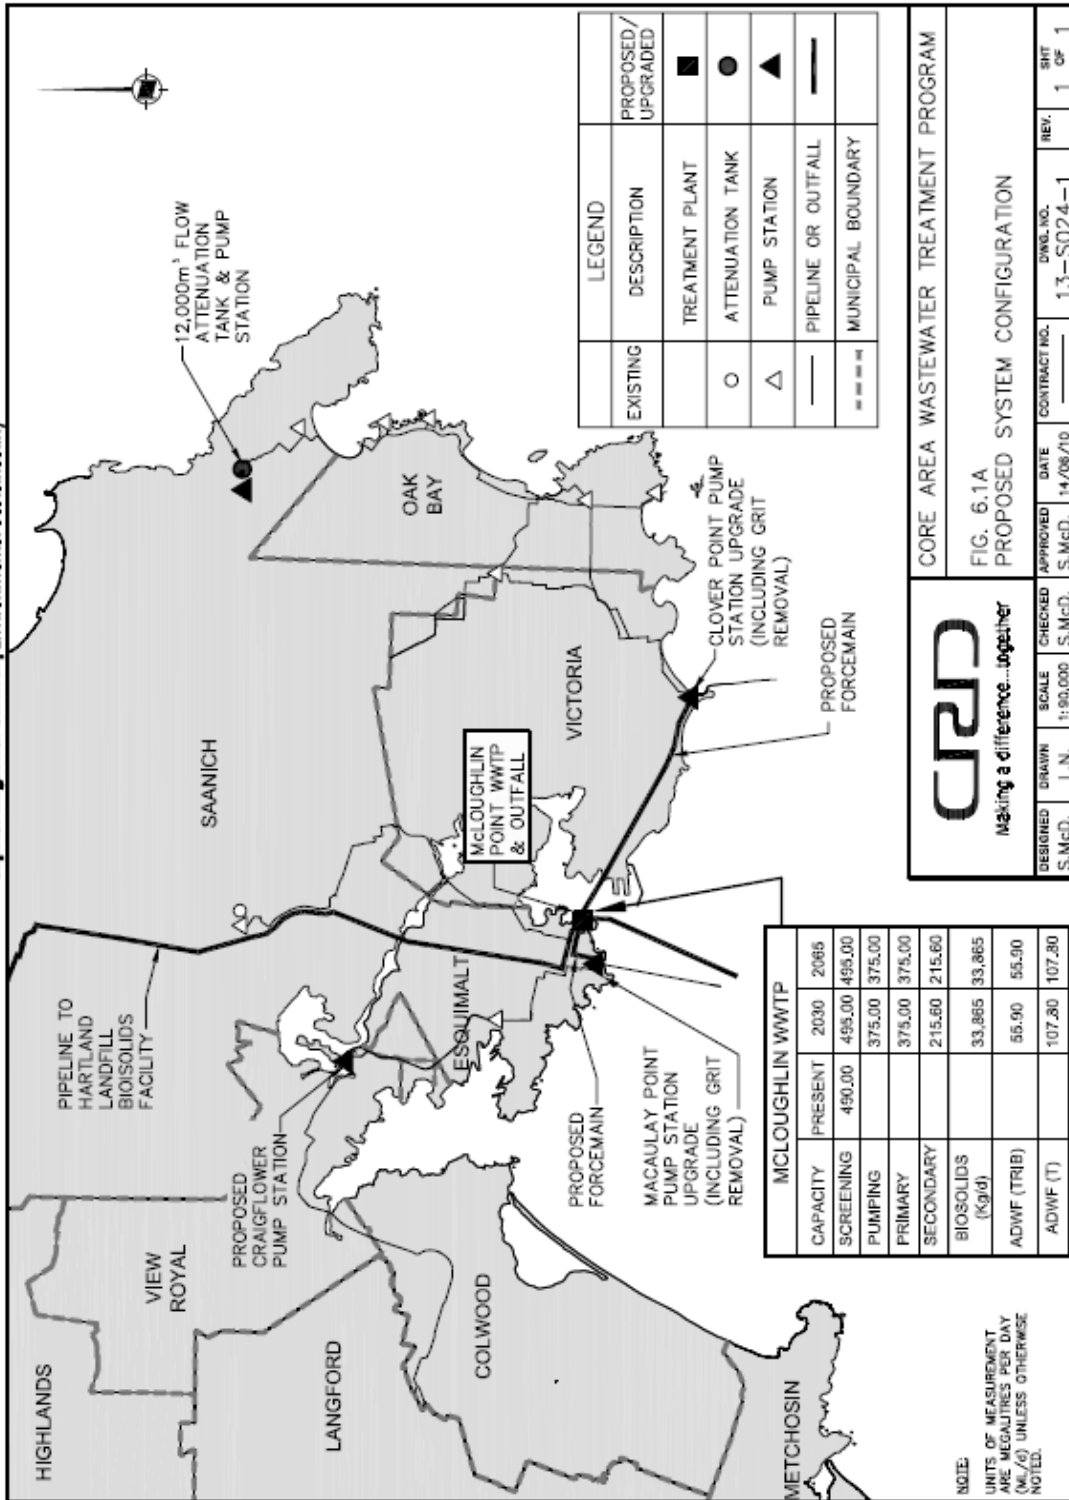 12,000m³ FLOW
ATTENUATION
TANK & PUMP
STATION
HIGHLANDS
VIEW
ROYAL
LANGFORD
COLWOOD
METCHOSIN
SAANICH
ESQUIMALT
VICTORIA
OAK
BAY
PIPELINE TO
HARTLAND
LANDFILL
BIOISOLIDS
FACILITY
PROPOSED
CRAIGFLOWER
PUMP STATION
McLOUGHLIN
POINT WWTP
& OUTFALL
PROPOSED
FORCEMAIN
MACAULAY POINT
PUMP STATION
UPGRADE
(INCLUDING GRIT
REMOVAL)
CLOVER POINT PUMP
STATION UPGRADE
(INCLUDING GRIT
REMOVAL)
PROPOSED
FORCEMAIN
LEGEND
EXISTING DESCRIPTION PROPOSED/
UPGRADED
TREATMENT PLANT
ATTENUATION TANK
PUMP STATION
PIPELINE OR OUTFALL
MUNICIPAL BOUNDARY
MCLOUGHLIN WWTP
CAPACITY PRESENT 2030 2065
SCREENING 490.00 495.00 495.00
PUMPING 375.00 375.00
PRIMARY 375.00 375.00
SECONDARY 215.60 215.60
BIOSOLIDS
(Kg/d) 33,865 33,865
ADWF (TRIB) 55.90 55.90
ADWF (T) 107.80 107.80
NOTE:
UNITS OF MEASUREMENT
ARE MEGALITRES PER DAY
(ML/d) UNLESS OTHERWISE
NOTED.
CRD
Making a difference...together
CORE AREA WASTEWATER TREATMENT PROGRAM
FIG. 6.1A
PROPOSED SYSTEM CONFIGURATION
DESIGNED DRAWN SCALE CHECKED APPROVED DATE CONTRACT NO. DWG. NO. REV. SHT
S.McD. I.N. 1:90,000 S.McD. S.McD. 14/06/10 13-S024-1 1 OF 1